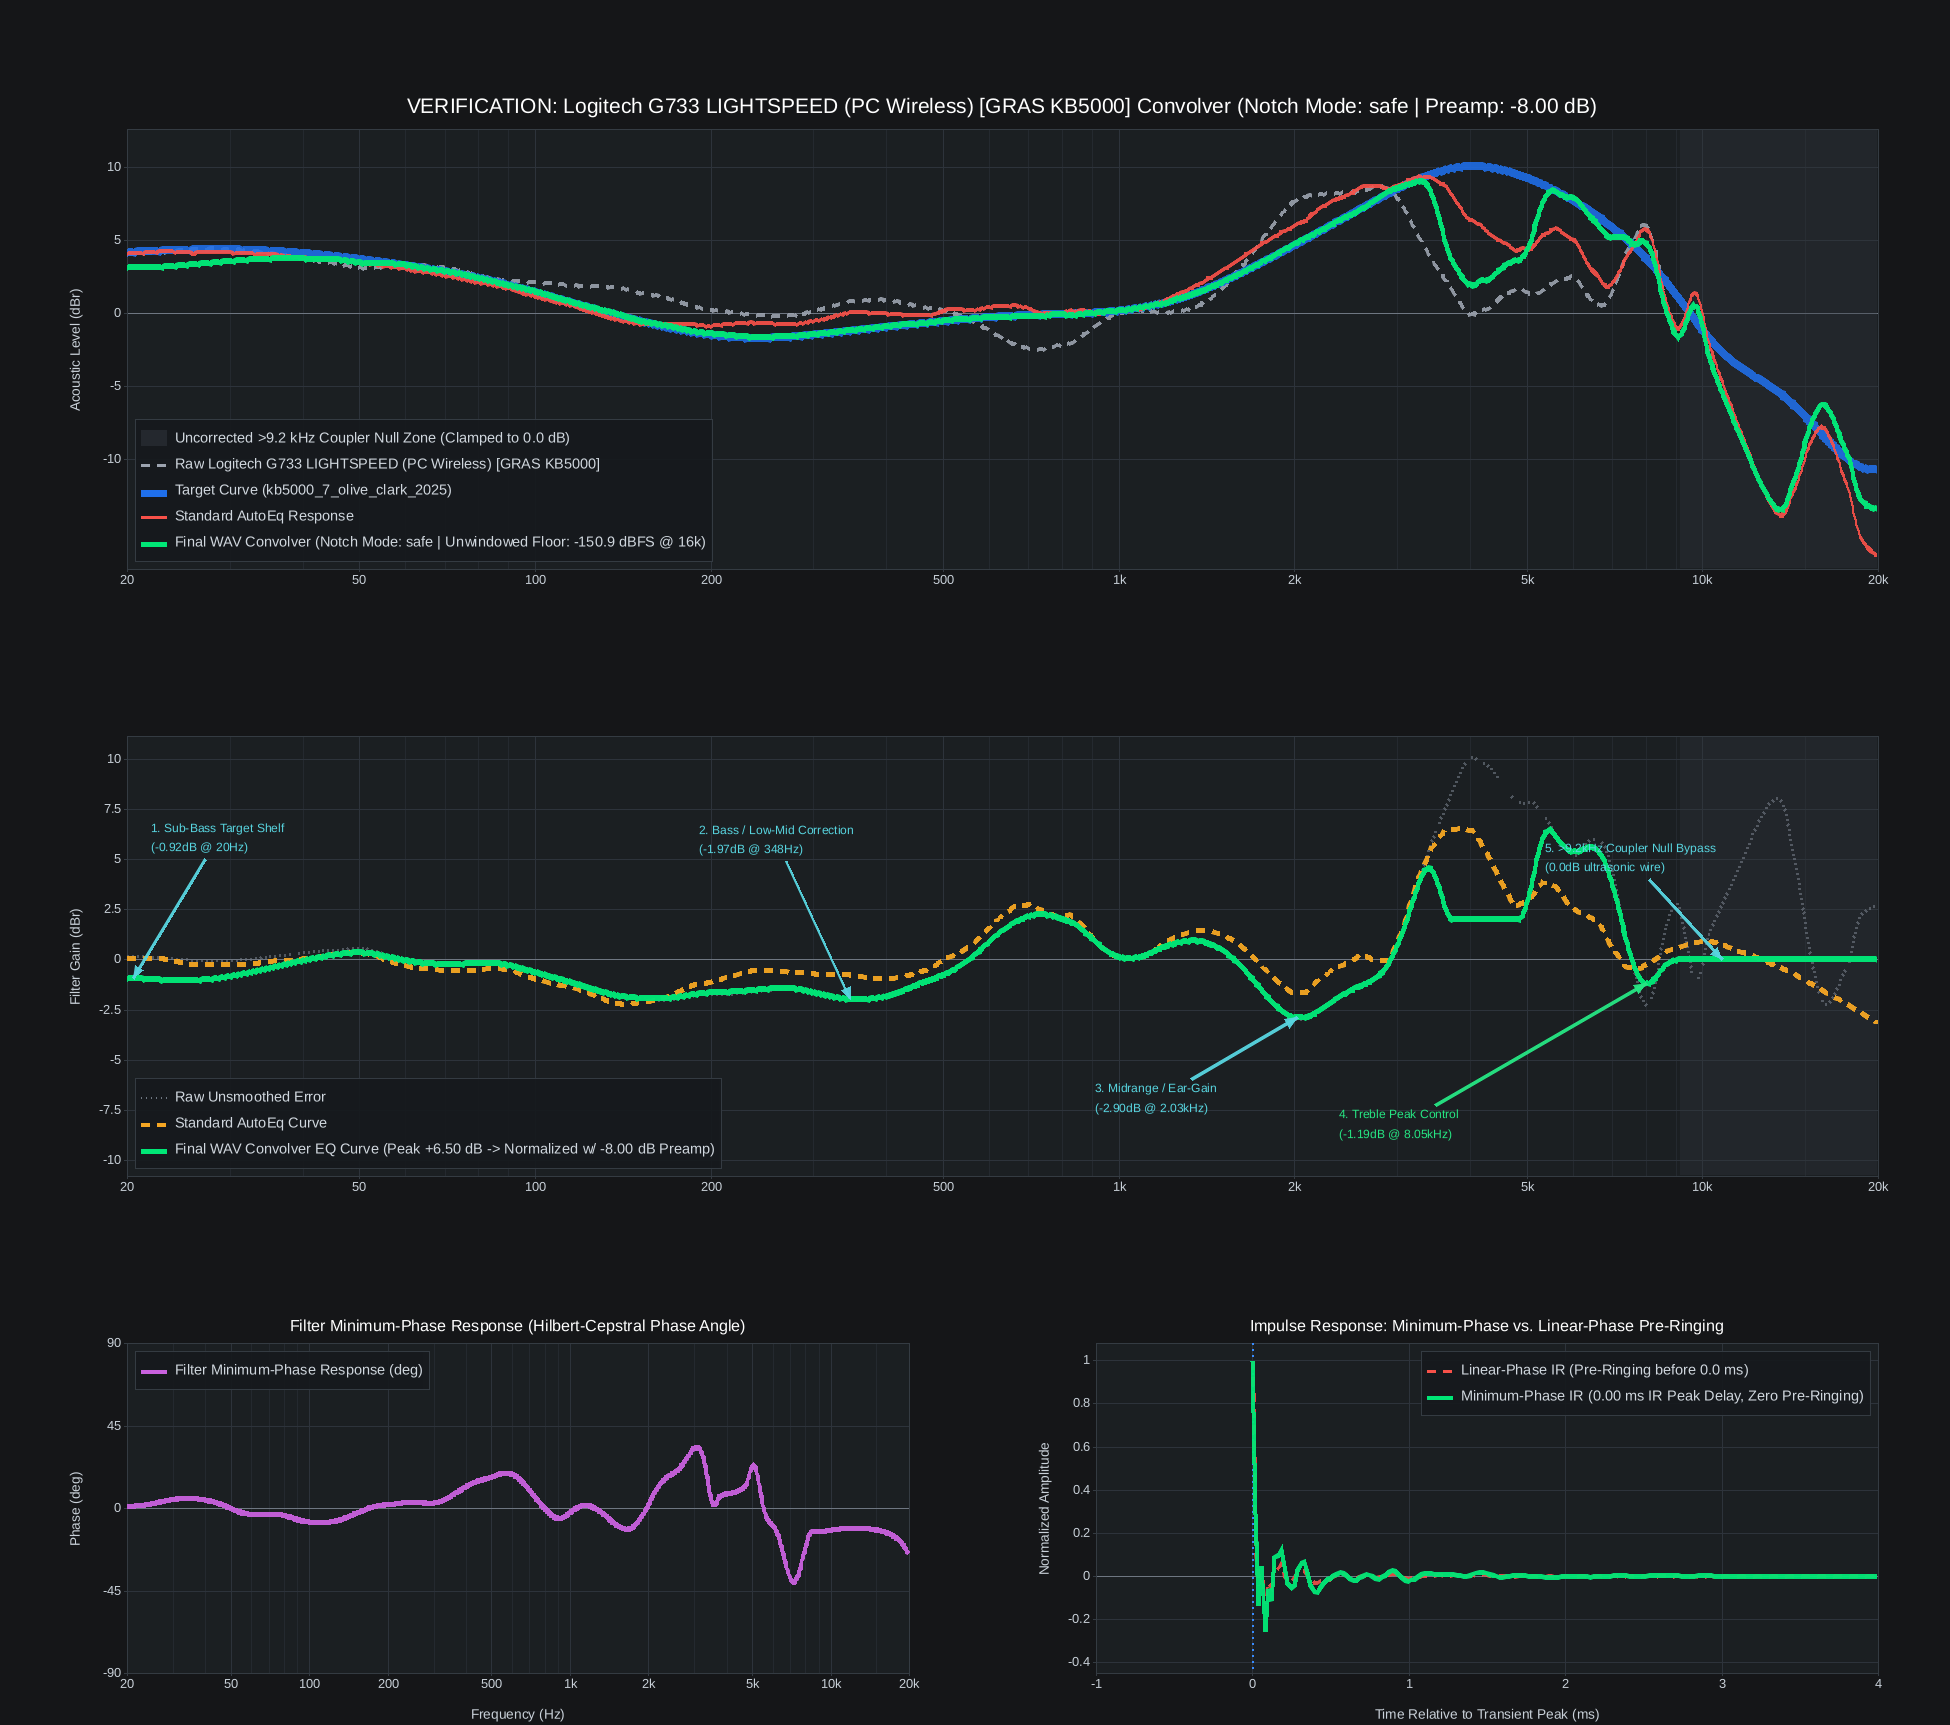 VERIFICATION: Logitech G733 LIGHTSPEED (PC Wireless) [GRAS KB5000] Convolver (Notch Mode: safe | Preamp: -8.00 dB)
10
5
0
-5
-10
Acoustic Level (dBr)
Uncorrected >9.2 kHz Coupler Null Zone (Clamped to 0.0 dB)
Raw Logitech G733 LIGHTSPEED (PC Wireless) [GRAS KB5000]
Target Curve (kb5000_7_olive_clark_2025)
Standard AutoEq Response
Final WAV Convolver (Notch Mode: safe | Unwindowed Floor: -150.9 dBFS @ 16k)
20 50 100 200 500 1k 2k 5k 10k 20k
10
7.5
5
2.5
0
-2.5
-5
-7.5
-10
Filter Gain (dBr)
1. Sub-Bass Target Shelf
(-0.92dB @ 20Hz)
2. Bass / Low-Mid Correction
(-1.97dB @ 348Hz)
5. >9.2kHz Coupler Null Bypass
(0.0dB ultrasonic wire)
3. Midrange / Ear-Gain
(-2.90dB @ 2.03kHz)
4. Treble Peak Control
(-1.19dB @ 8.05kHz)
Raw Unsmoothed Error
Standard AutoEq Curve
Final WAV Convolver EQ Curve (Peak +6.50 dB -> Normalized w/ -8.00 dB Preamp)
20 50 100 200 500 1k 2k 5k 10k 20k
Filter Minimum-Phase Response (Hilbert-Cepstral Phase Angle)
90
45
0
-45
-90
Phase (deg)
Filter Minimum-Phase Response (deg)
20 50 100 200 500 1k 2k 5k 10k 20k
Frequency (Hz)
Impulse Response: Minimum-Phase vs. Linear-Phase Pre-Ringing
1
0.8
0.6
0.4
0.2
0
-0.2
-0.4
Normalized Amplitude
Linear-Phase IR (Pre-Ringing before 0.0 ms)
Minimum-Phase IR (0.00 ms IR Peak Delay, Zero Pre-Ringing)
-1 0 1 2 3 4
Time Relative to Transient Peak (ms)